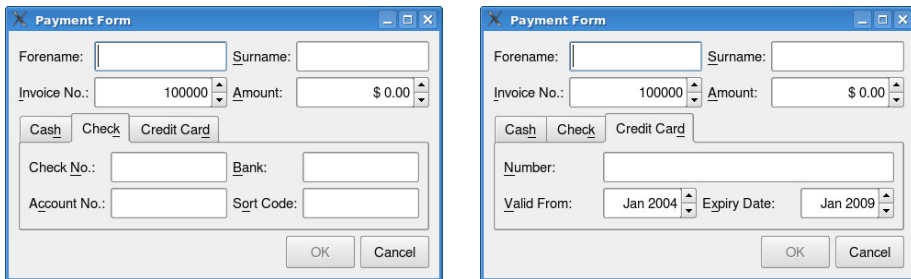 Payment Form
Forename: Surname:
Invoice No.: 100000 Amount: $ 0.00
Cash Check Credit Card
Check No.: Bank:
Account No.: Sort Code:
OK Cancel
Payment Form
Forename: Surname:
Invoice No.: 100000 Amount: $ 0.00
Cash Check Credit Card
Number:
Valid From: Jan 2004 Expiry Date: Jan 2009
OK Cancel